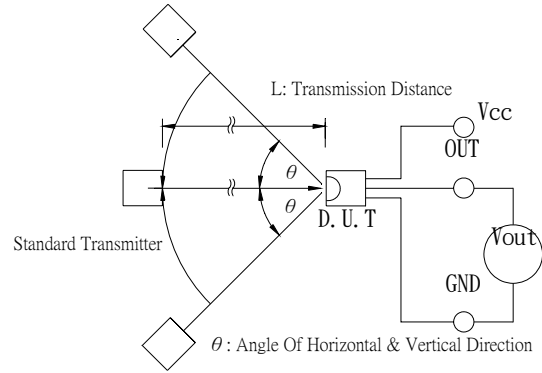 L: Transmission Distance
Vcc
OUT
θ
θ
D.U.T
Standard Transmitter
Vout
GND
θ : Angle Of Horizontal & Vertical Direction